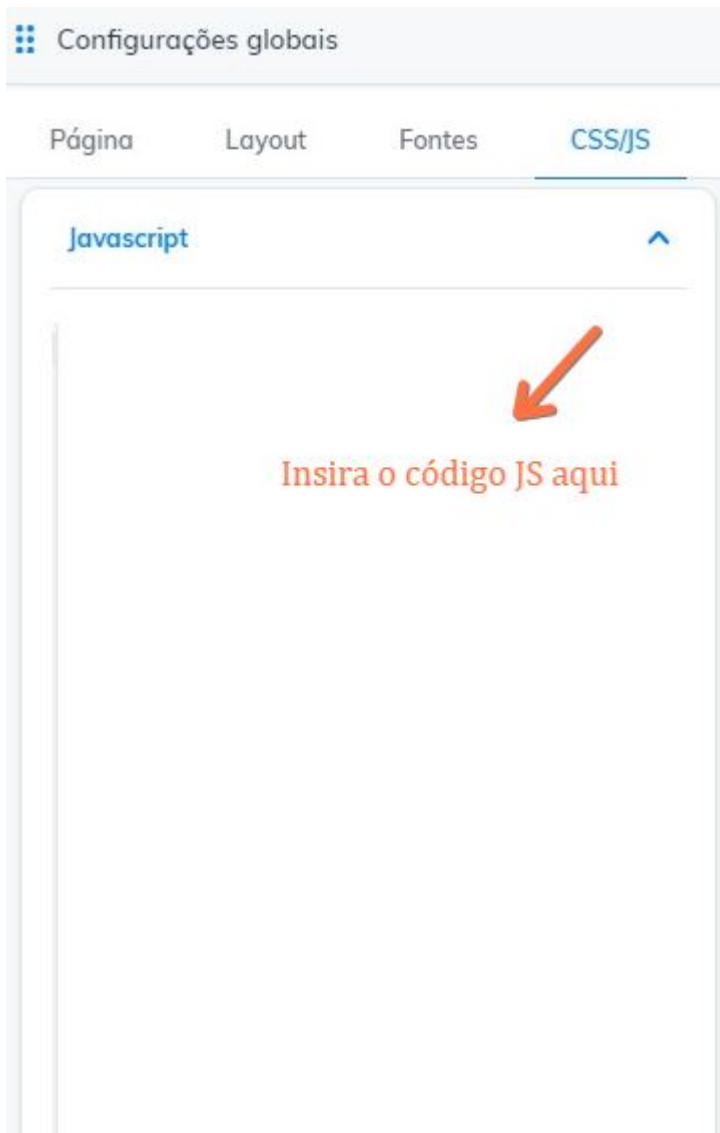 Configurações globais
Página Layout Fontes CSS/JS
Javascript
Insira o código JS aqui